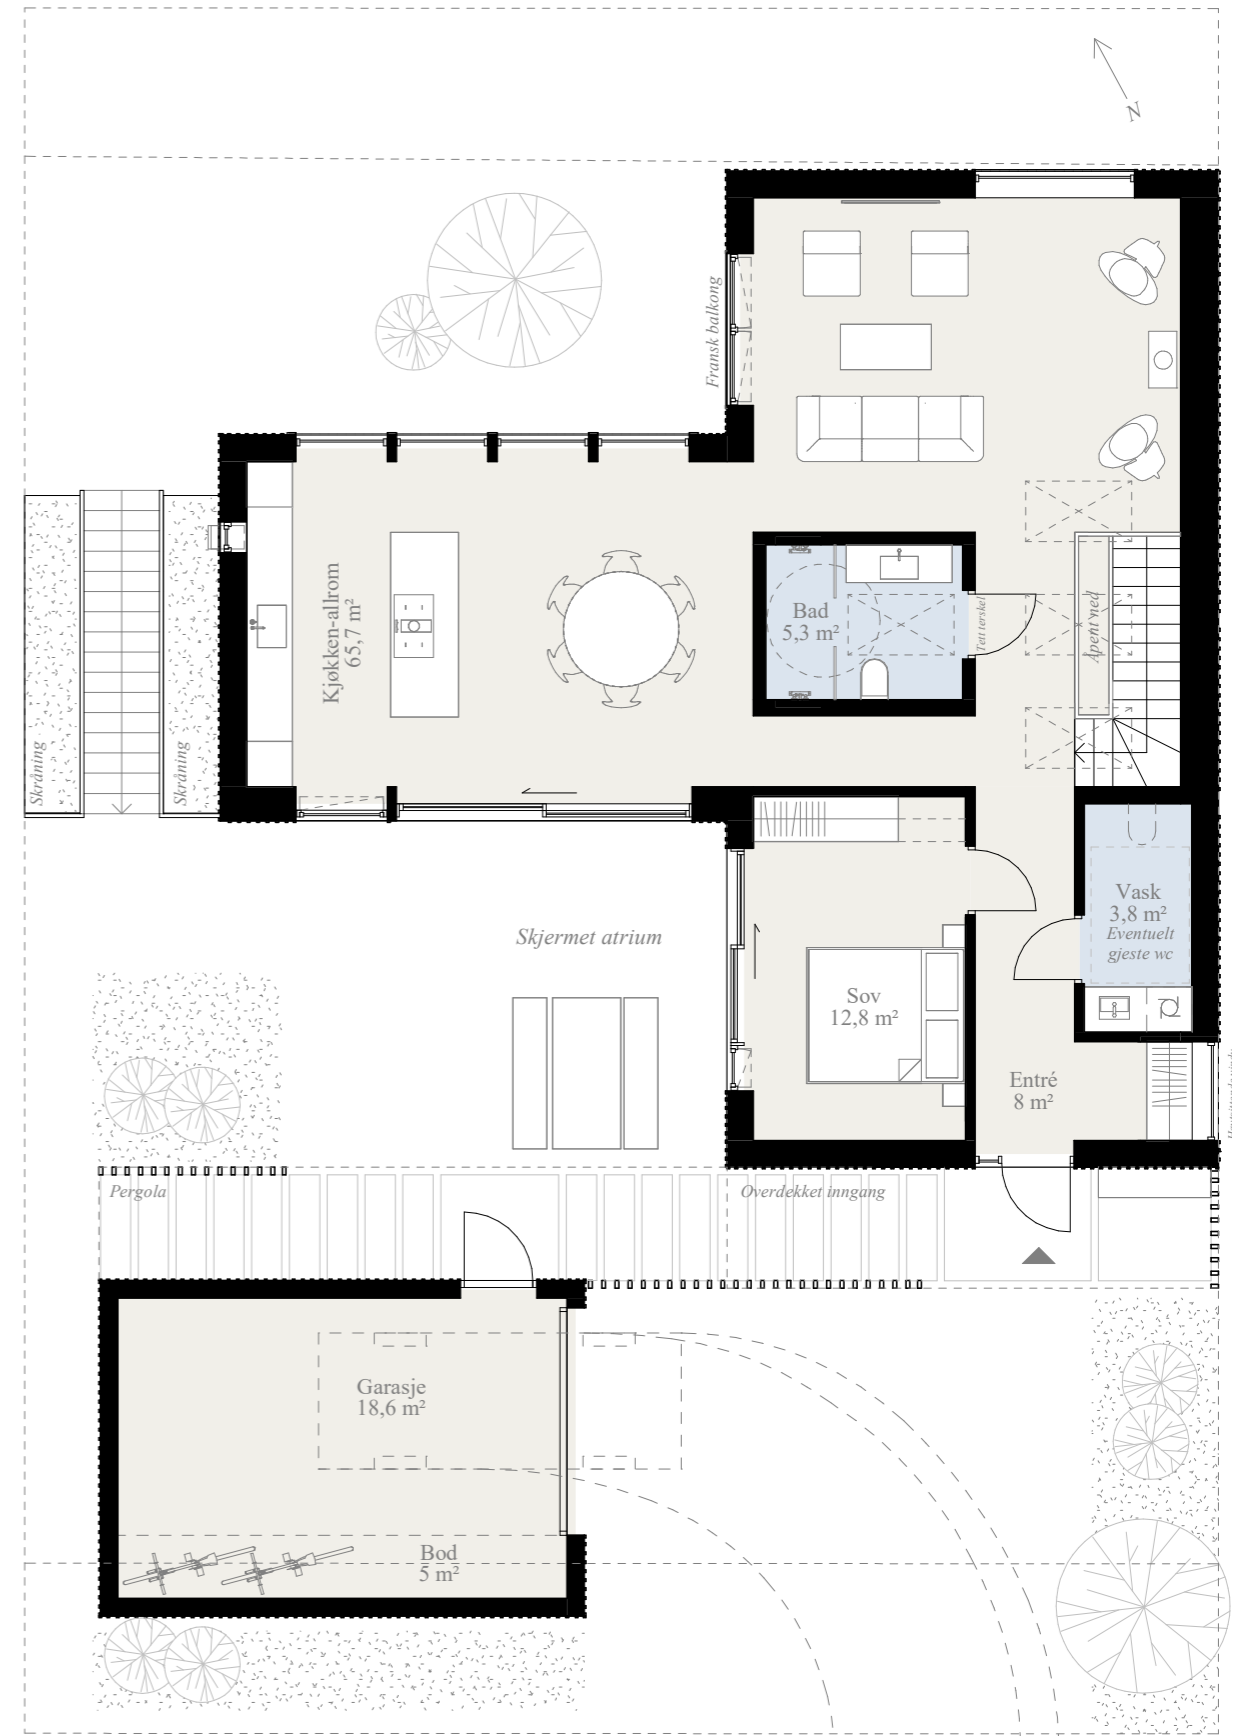 N
Fransk balkong
Kjøkken-allrom
65,7 m²
Bad
5,3 m²
Tett terskel
Åpent ned
Skråning
Skråning
Skjermet atrium
Vask
3,8 m²
Eventuelt
gjeste wc
Sov
12,8 m²
Entré
8 m²
Pergola
Overdekket inngang
Garasje
18,6 m²
Bod
5 m²